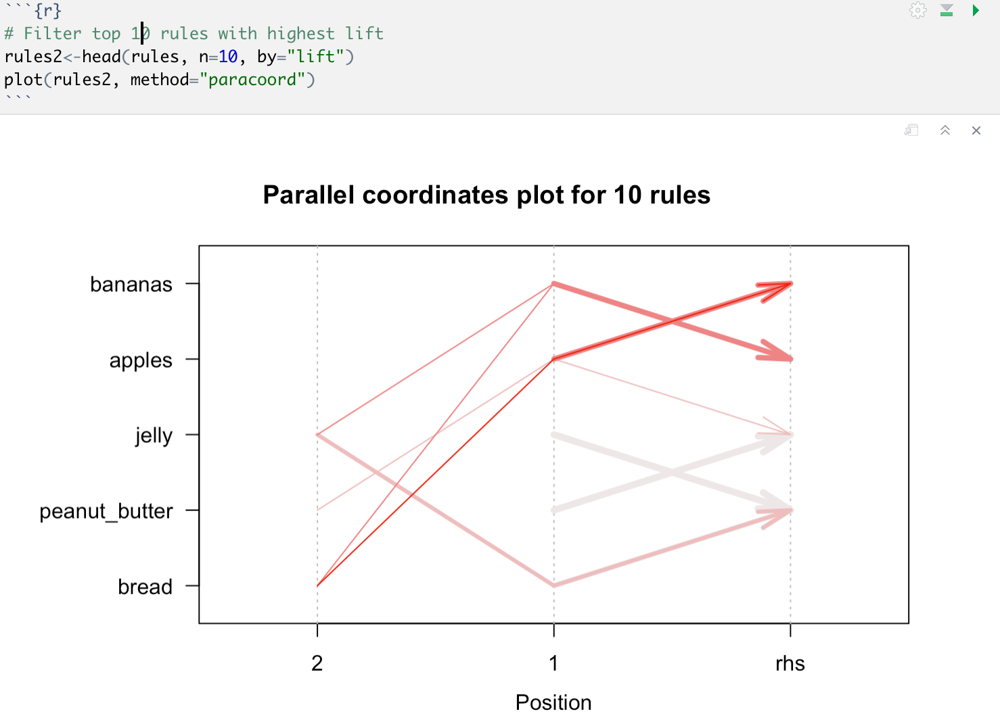 ```{r}
# Filter top 10 rules with highest lift
rules2<-head(rules, n=10, by="lift")
plot(rules2, method="paracoord")
```
Parallel coordinates plot for 10 rules
bananas
apples
jelly
peanut_butter
bread
2 1 rhs
Position